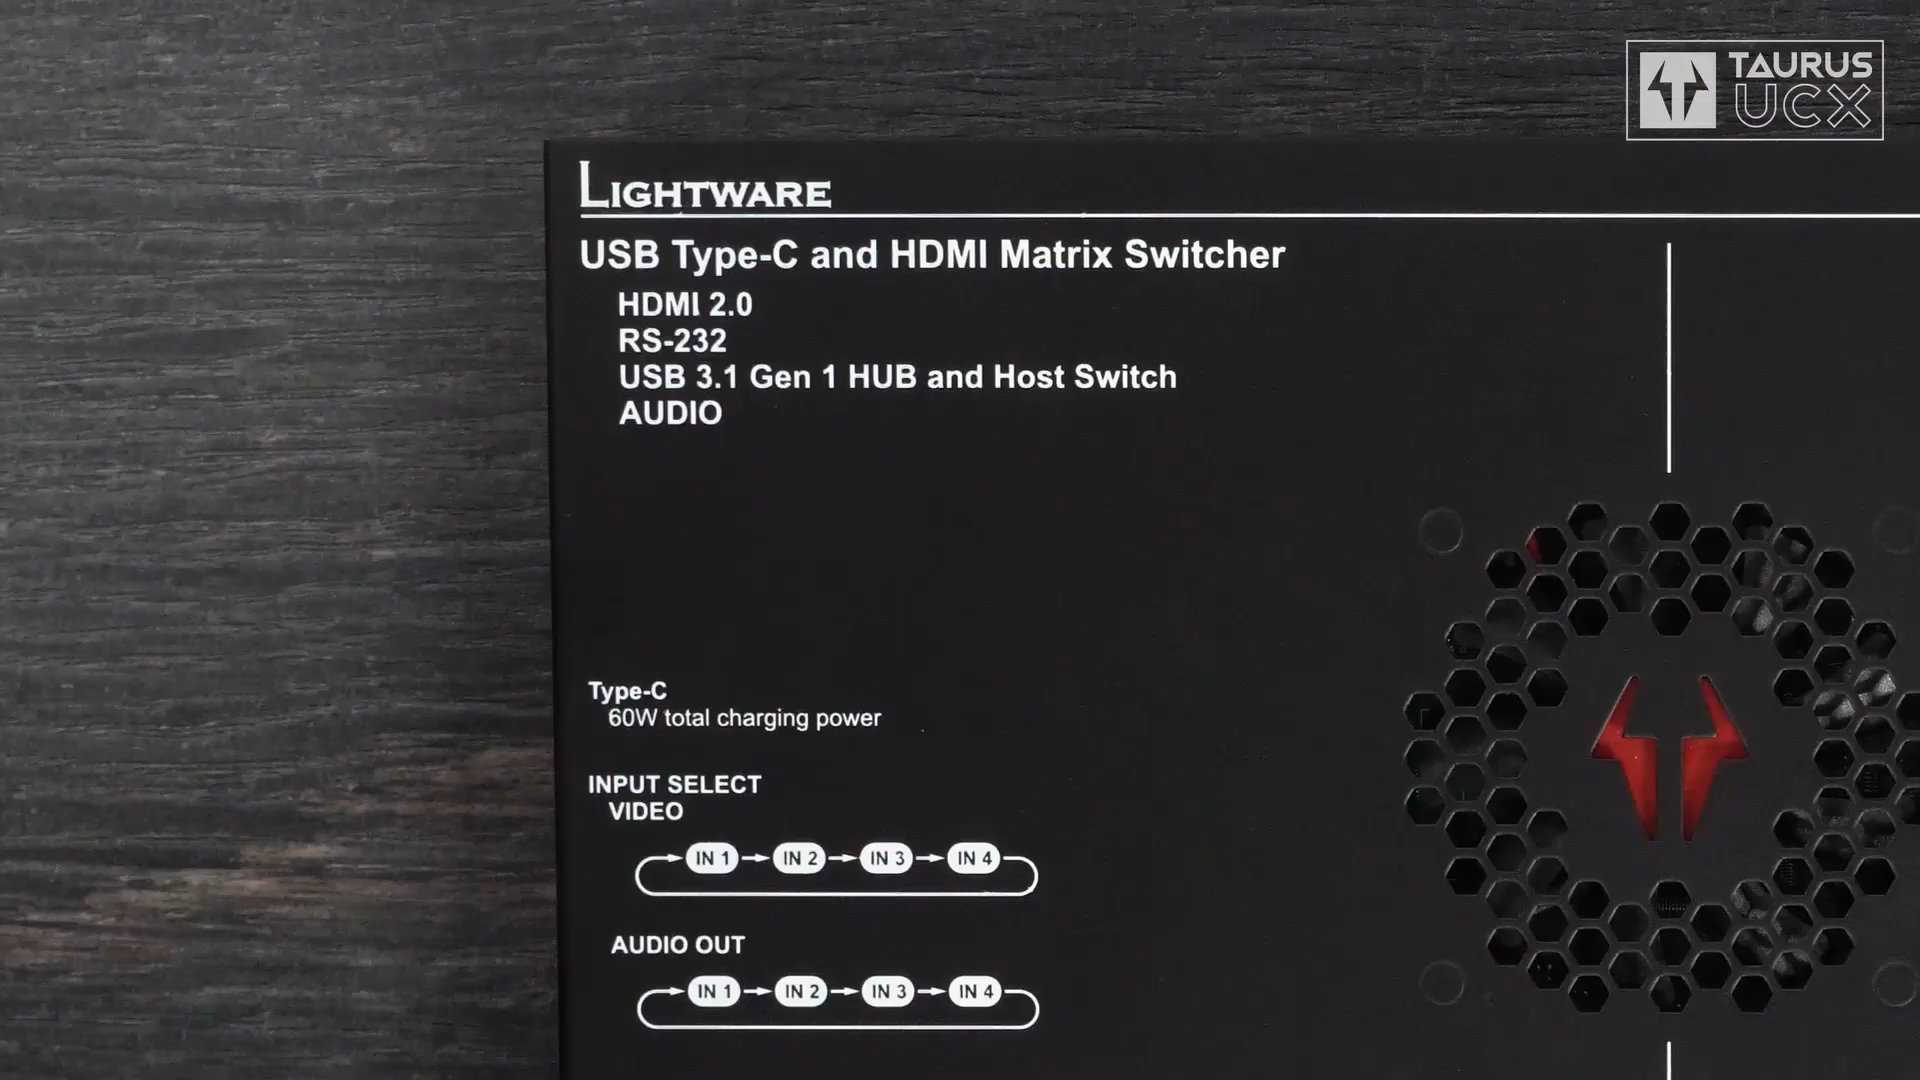 TAURUS
UCX
LIGHTWARE
USB Type-C and HDMI Matrix Switcher
HDMI 2.0
RS-232
USB 3.1 Gen 1 HUB and Host Switch
AUDIO
Type-C
60W total charging power
INPUT SELECT
VIDEO
IN 1 IN 2 IN 3 IN 4
AUDIO OUT
IN 1 IN 2 IN 3 IN 4